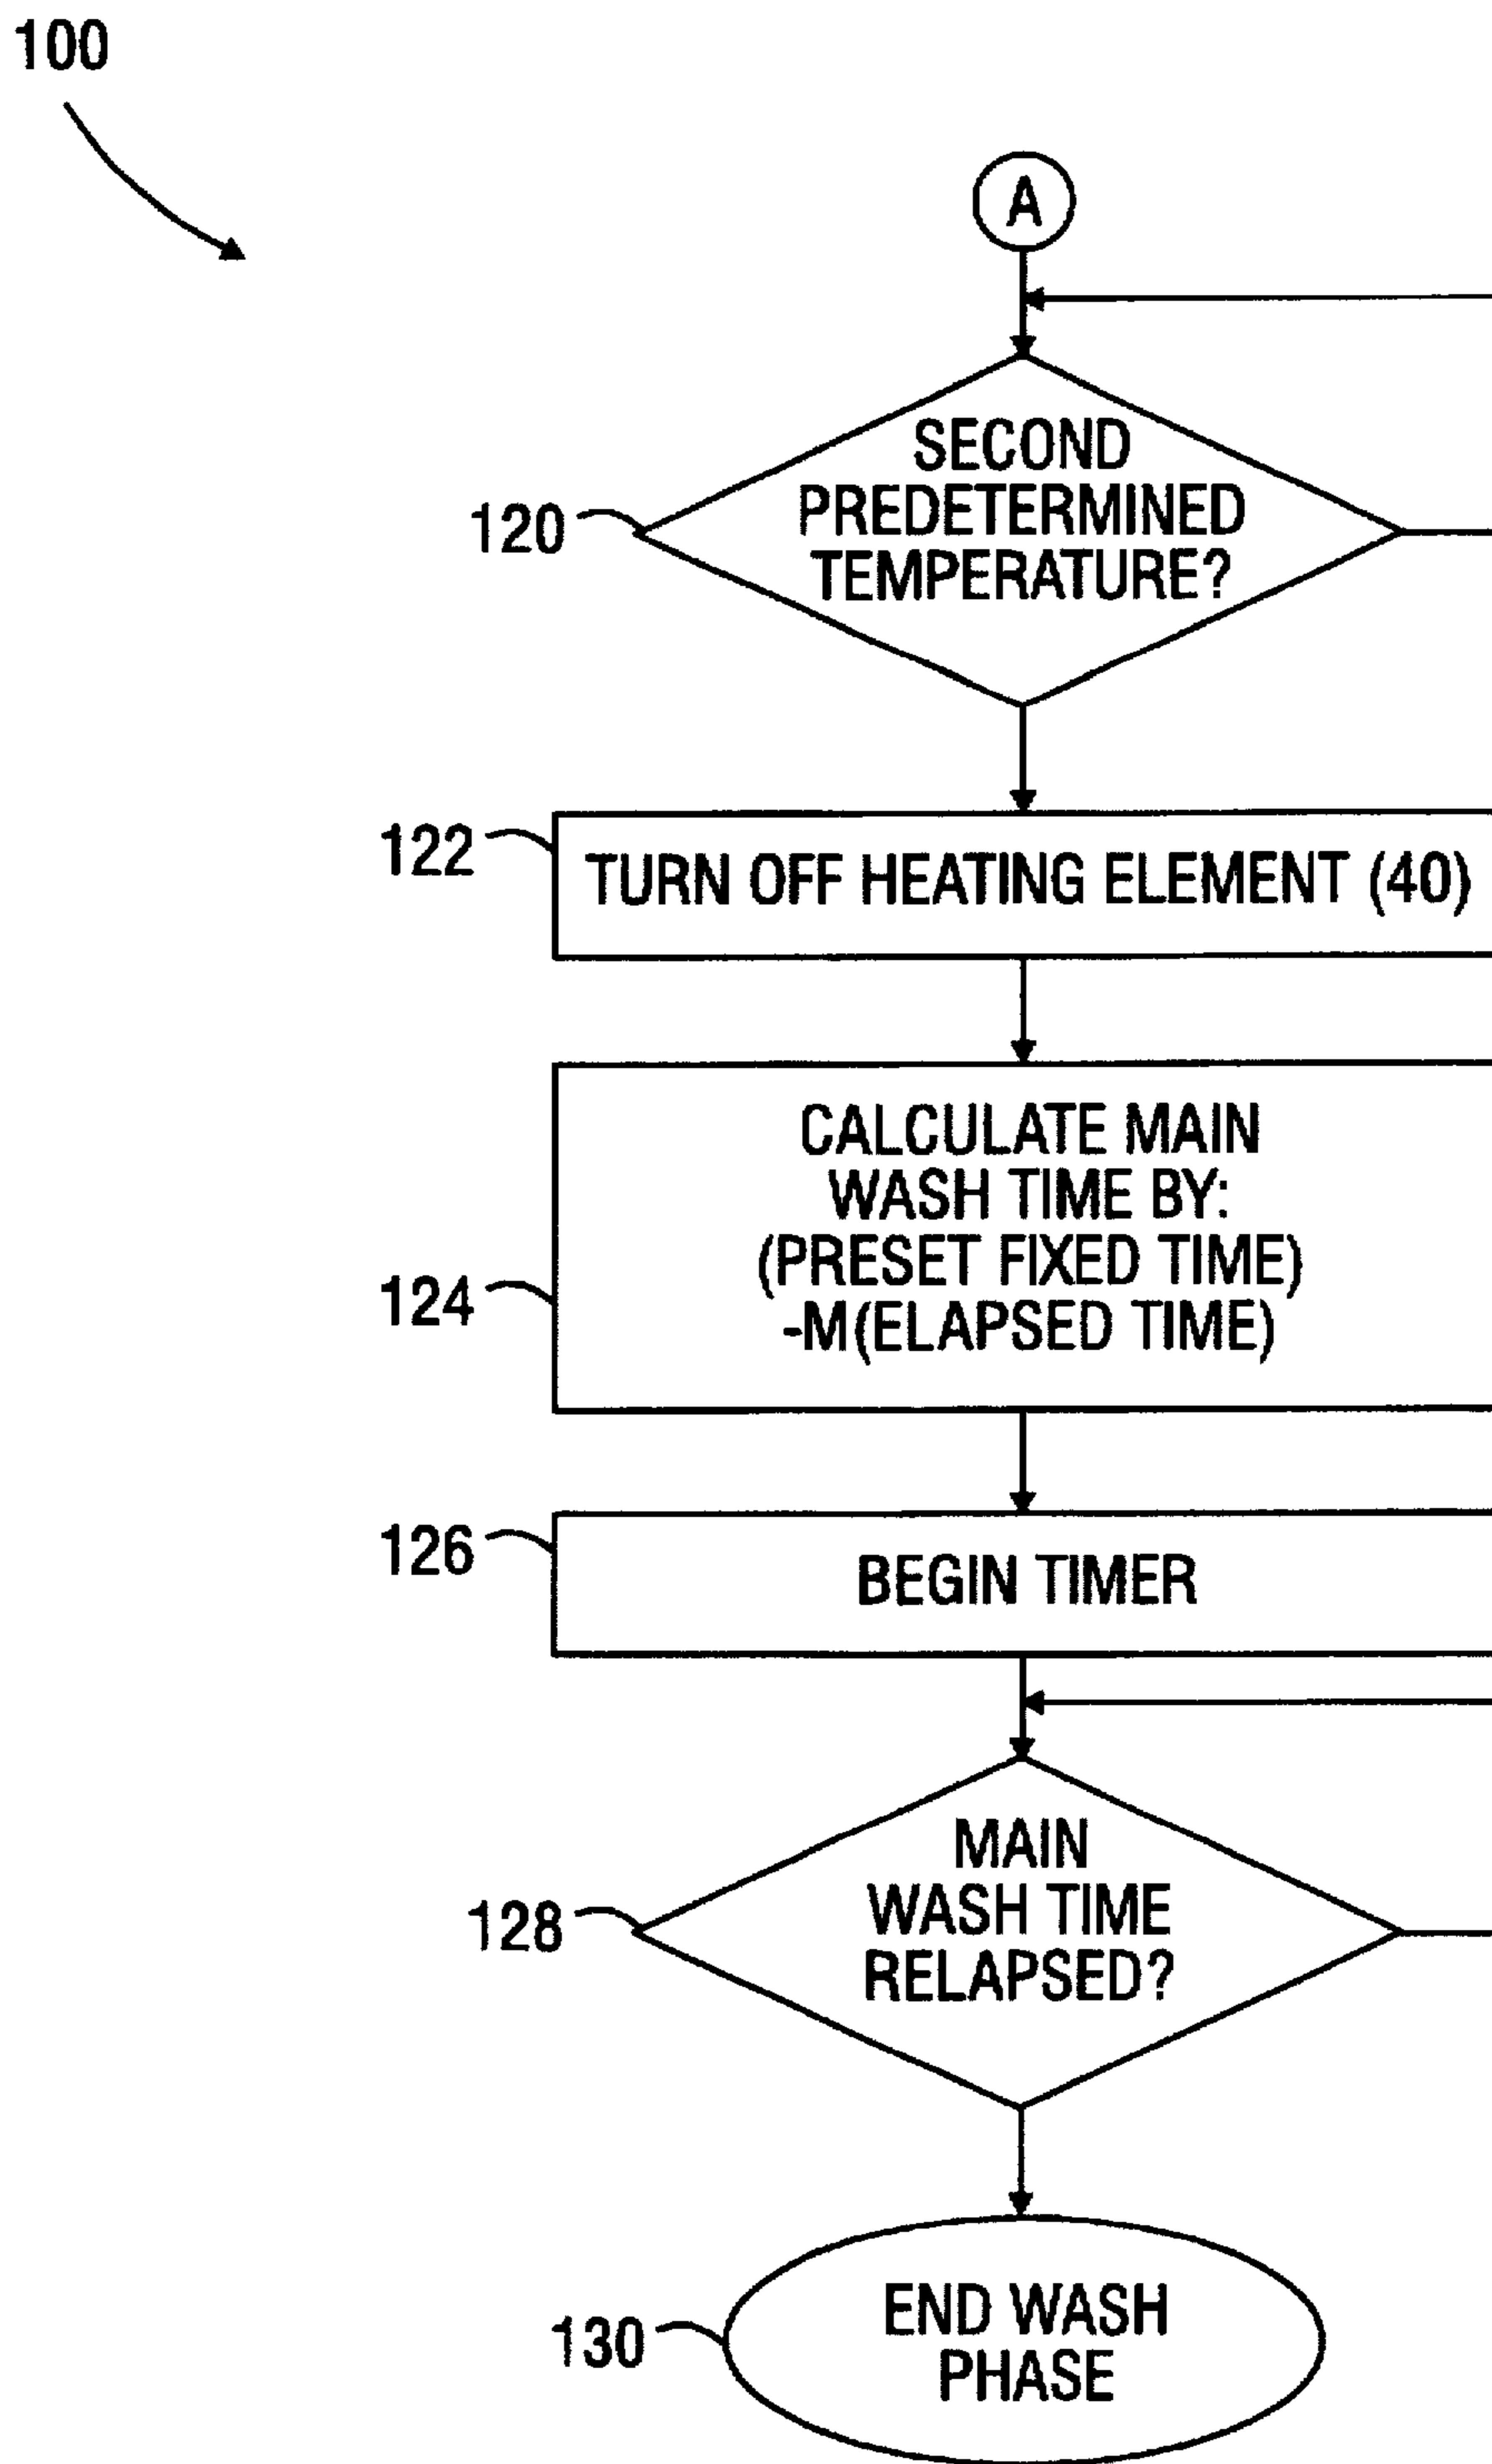 100
A
120
SECOND
PREDETERMINED
TEMPERATURE?
122
TURN OFF HEATING ELEMENT (40)
CALCULATE MAIN
WASH TIME BY:
(PRESET FIXED TIME)
124
-M(ELAPSED TIME)
126
BEGIN TIMER
128
MAIN
WASH TIME
RELAPSED?
130
END WASH
PHASE